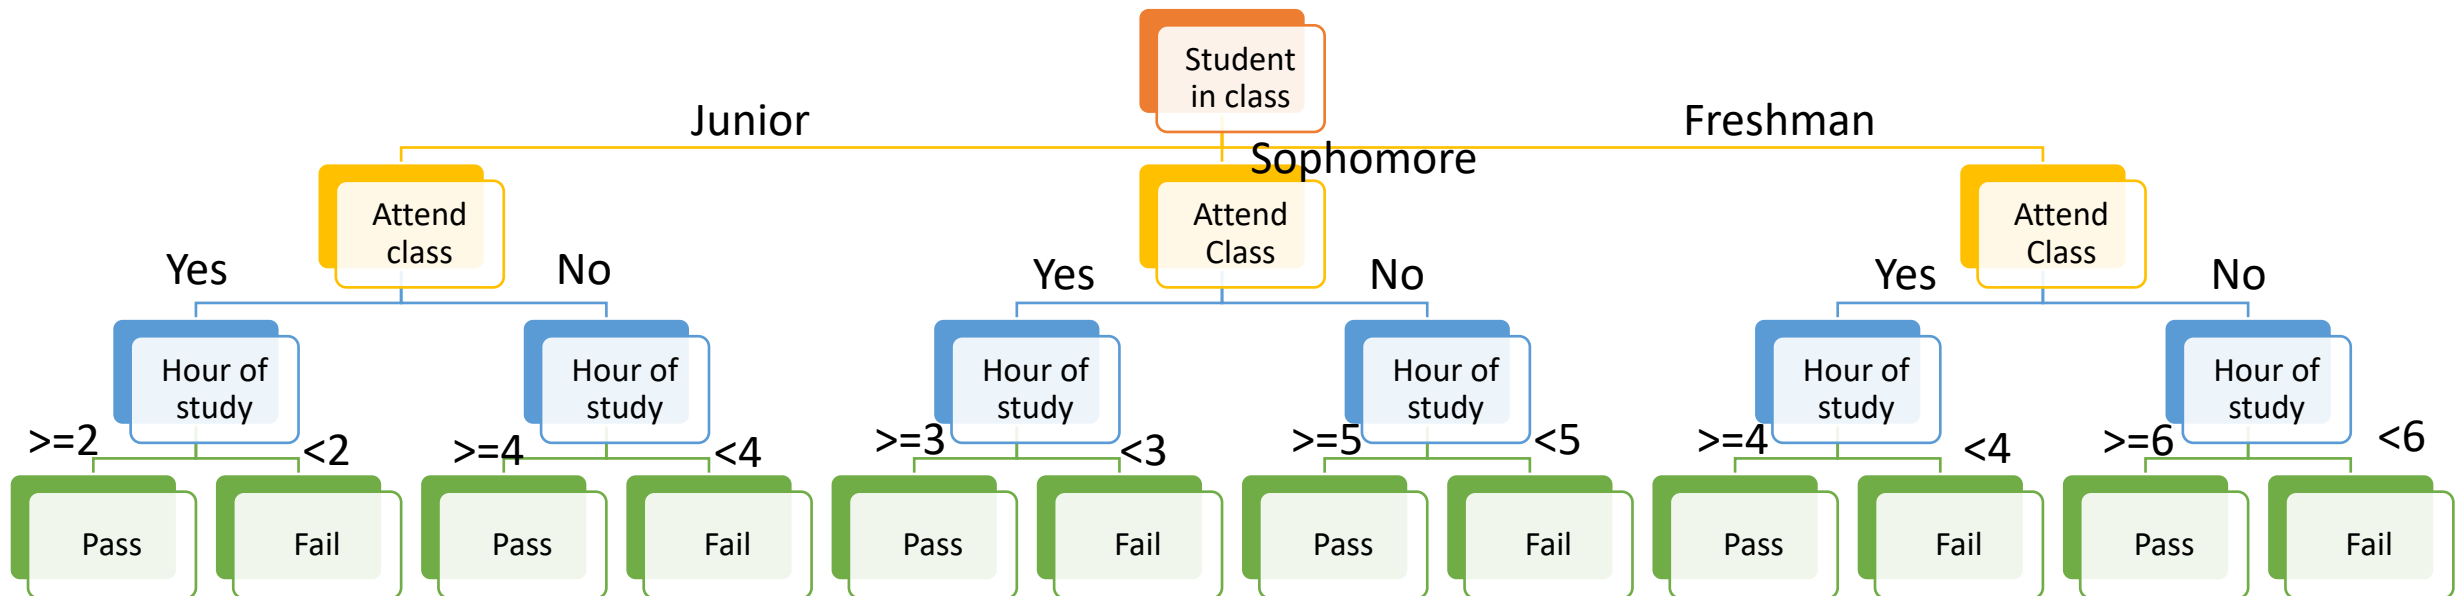 Student
in class
Junior
Freshman
Sophomore
Attend
class
Attend
Class
Attend
Class
Yes
No
Yes
No
Yes
No
Hour of
study
Hour of
study
Hour of
study
Hour of
study
Hour of
study
Hour of
study
>=2
<2
>=4
<4
>=3
<3
>=5
<5
>=4
<4
>=6
<6
Pass
Fail
Pass
Fail
Pass
Fail
Pass
Fail
Pass
Fail
Pass
Fail